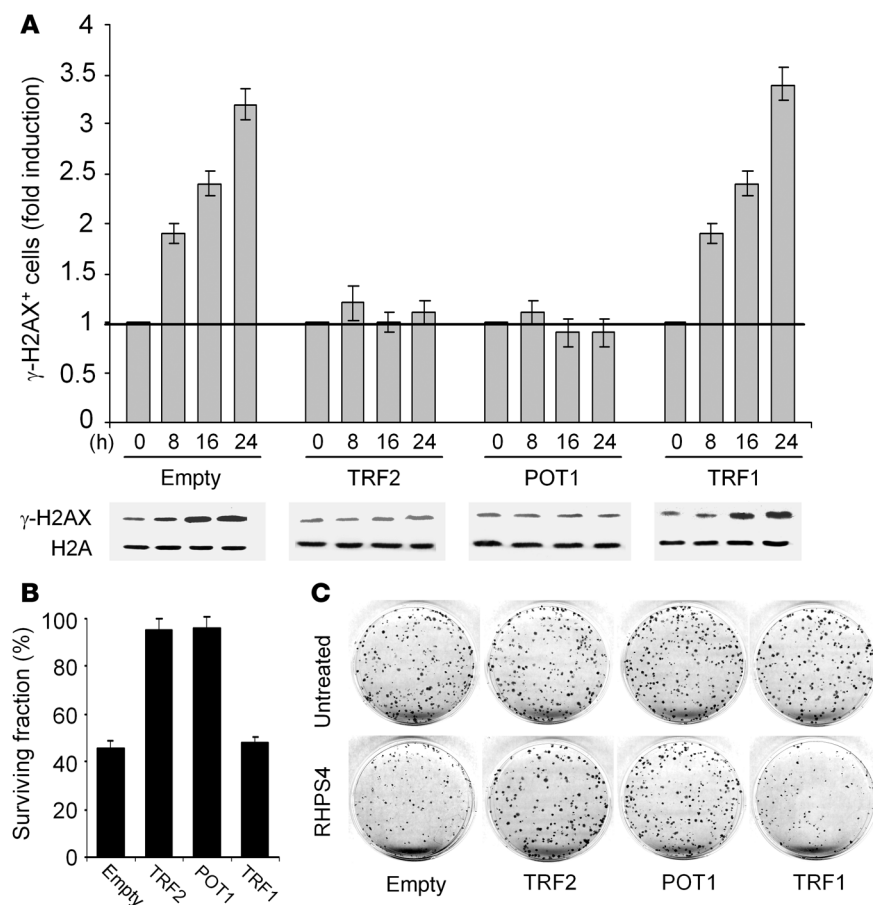 A
γ-H2AX⁺ cells (fold induction)
4
3.5
3
2.5
2
1.5
1
0.5
0
(h) 0 8 16 24 0 8 16 24 0 8 16 24 0 8 16 24
Empty TRF2 POT1 TRF1
γ-H2AX
H2A
B
Surviving fraction (%)
100
80
60
40
20
0
Empty TRF2 POT1 TRF1
C
Untreated
RHPS4
Empty TRF2 POT1 TRF1